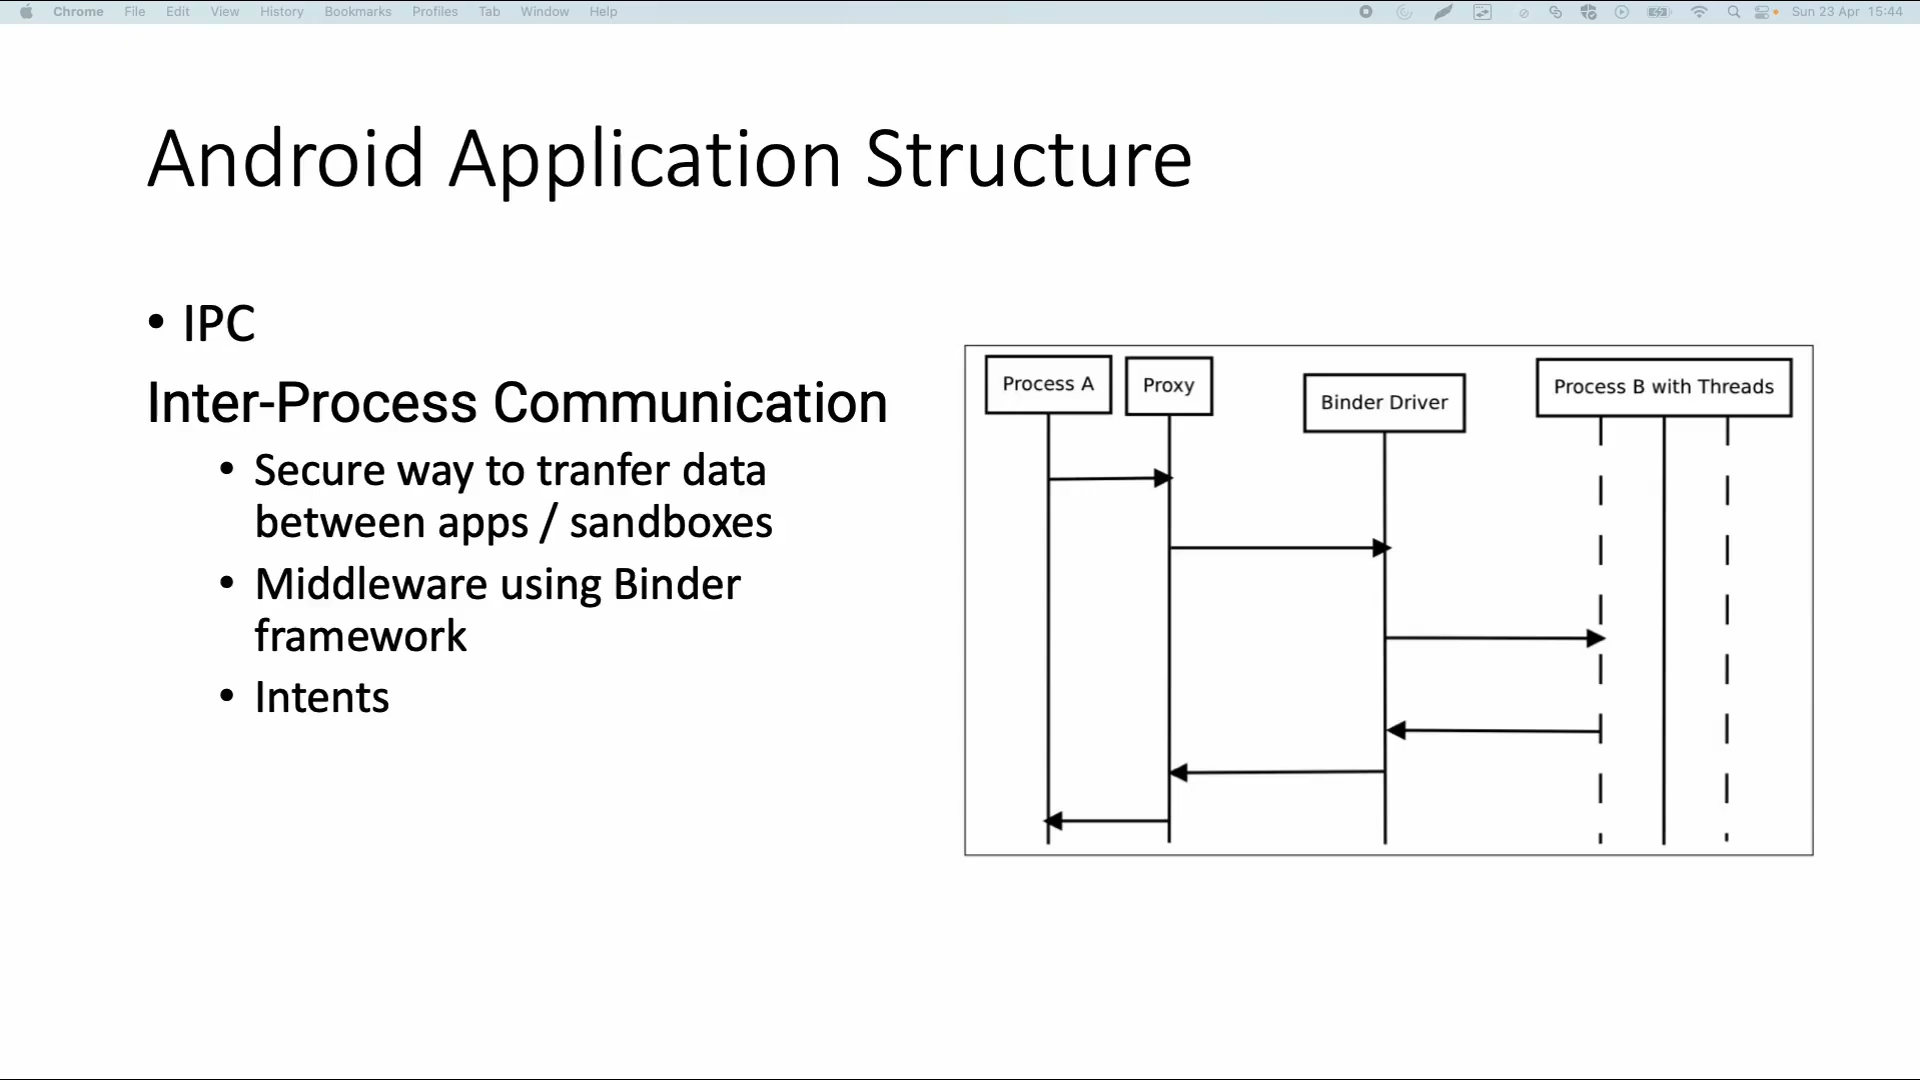 Chrome File Edit View History Bookmarks Profiles Tab Window Help Sun 23 Apr 15:44
Android Application Structure
• IPC
Inter-Process Communication
• Secure way to tranfer data
between apps / sandboxes
• Middleware using Binder
framework
• Intents
Process A
Proxy
Binder Driver
Process B with Threads